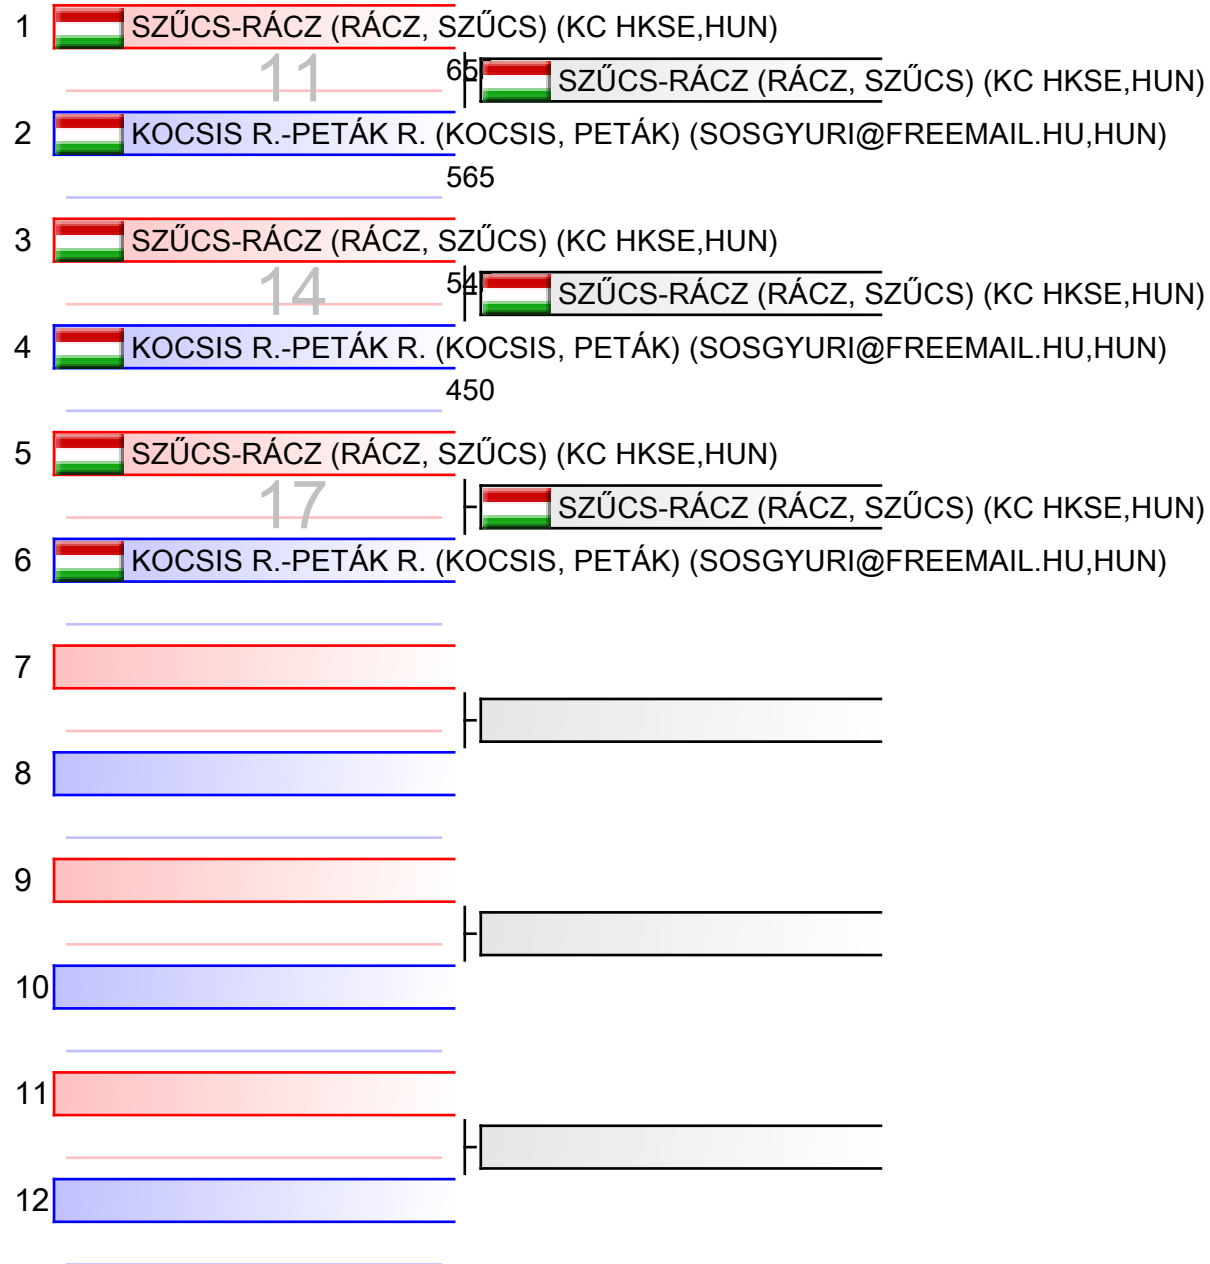 1 SZŰCS-RÁCZ (RÁCZ, SZŰCS) (KC HKSE,HUN)
11
SZŰCS-RÁCZ (RÁCZ, SZŰCS) (KC HKSE,HUN)
2 KOCSIS R.-PETÁK R. (KOCSIS, PETÁK) (SOSGYURI@FREEMAIL.HU,HUN)
565
3 SZŰCS-RÁCZ (RÁCZ, SZŰCS) (KC HKSE,HUN)
14
SZŰCS-RÁCZ (RÁCZ, SZŰCS) (KC HKSE,HUN)
4 KOCSIS R.-PETÁK R. (KOCSIS, PETÁK) (SOSGYURI@FREEMAIL.HU,HUN)
450
5 SZŰCS-RÁCZ (RÁCZ, SZŰCS) (KC HKSE,HUN)
17
SZŰCS-RÁCZ (RÁCZ, SZŰCS) (KC HKSE,HUN)
6 KOCSIS R.-PETÁK R. (KOCSIS, PETÁK) (SOSGYURI@FREEMAIL.HU,HUN)
7
8
9
10
11
12